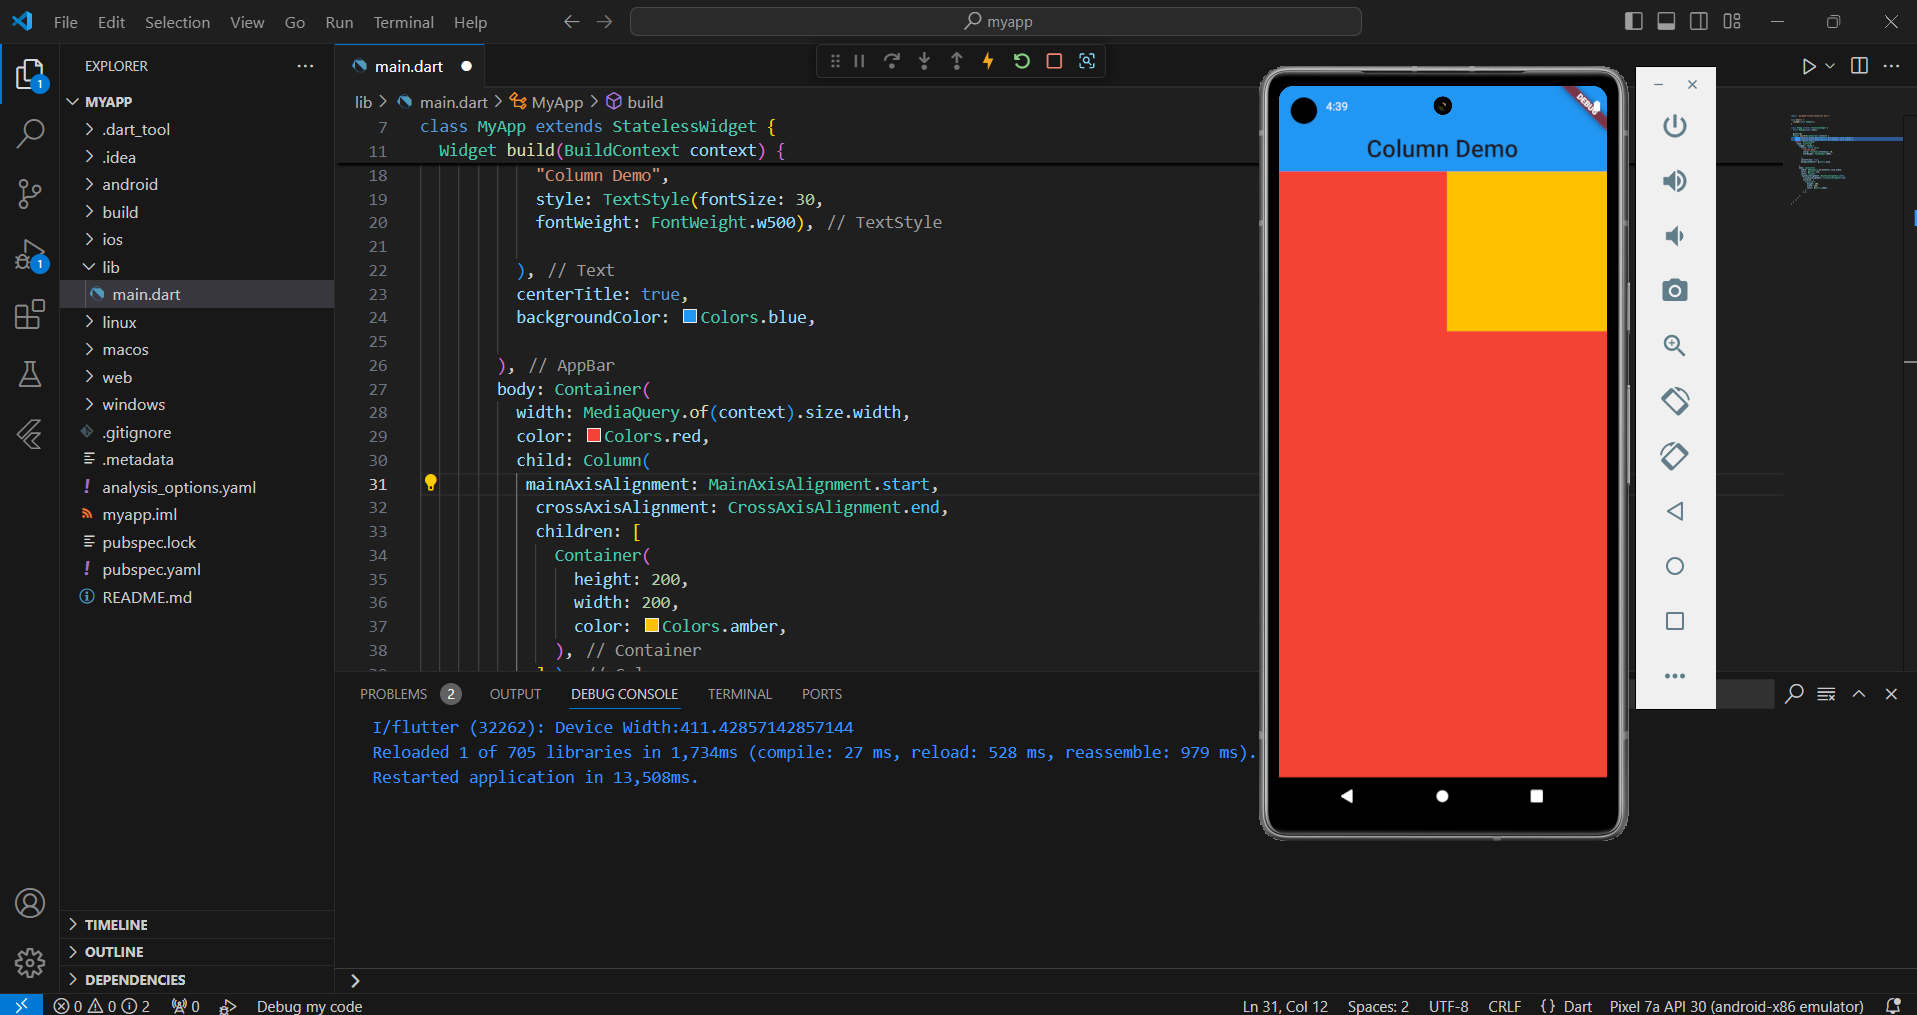 File Edit Selection View Go Run Terminal Help
myapp
EXPLORER
MYAPP
.dart_tool
.idea
android
build
ios
lib
main.dart
linux
macos
web
windows
.gitignore
.metadata
analysis_options.yaml
myapp.iml
pubspec.lock
pubspec.yaml
README.md
TIMELINE
OUTLINE
DEPENDENCIES
1
1
main.dart
lib > main.dart > MyApp > build
7 class MyApp extends StatelessWidget {
11 Widget build(BuildContext context) {
18 "Column Demo",
19 style: TextStyle(fontSize: 30,
20 fontWeight: FontWeight.w500), // TextStyle
21
22 ), // Text
23 centerTitle: true,
24 backgroundColor: Colors.blue,
25
26 ), // AppBar
27 body: Container(
28 width: MediaQuery.of(context).size.width,
29 color: Colors.red,
30 child: Column(
31 mainAxisAlignment: MainAxisAlignment.start,
32 crossAxisAlignment: CrossAxisAlignment.end,
33 children: [
34 Container(
35 height: 200,
36 width: 200,
37 color: Colors.amber,
38 ), // Container
PROBLEMS 2 OUTPUT DEBUG CONSOLE TERMINAL PORTS
I/flutter (32262): Device Width:411.42857142857144
Reloaded 1 of 705 libraries in 1,734ms (compile: 27 ms, reload: 528 ms, reassemble: 979 ms).
Restarted application in 13,508ms.
4:39
DEBUG
Column Demo
0 0 2 0 Debug my code
Ln 31, Col 12 Spaces: 2 UTF-8 CRLF {} Dart Pixel 7a API 30 (android-x86 emulator)